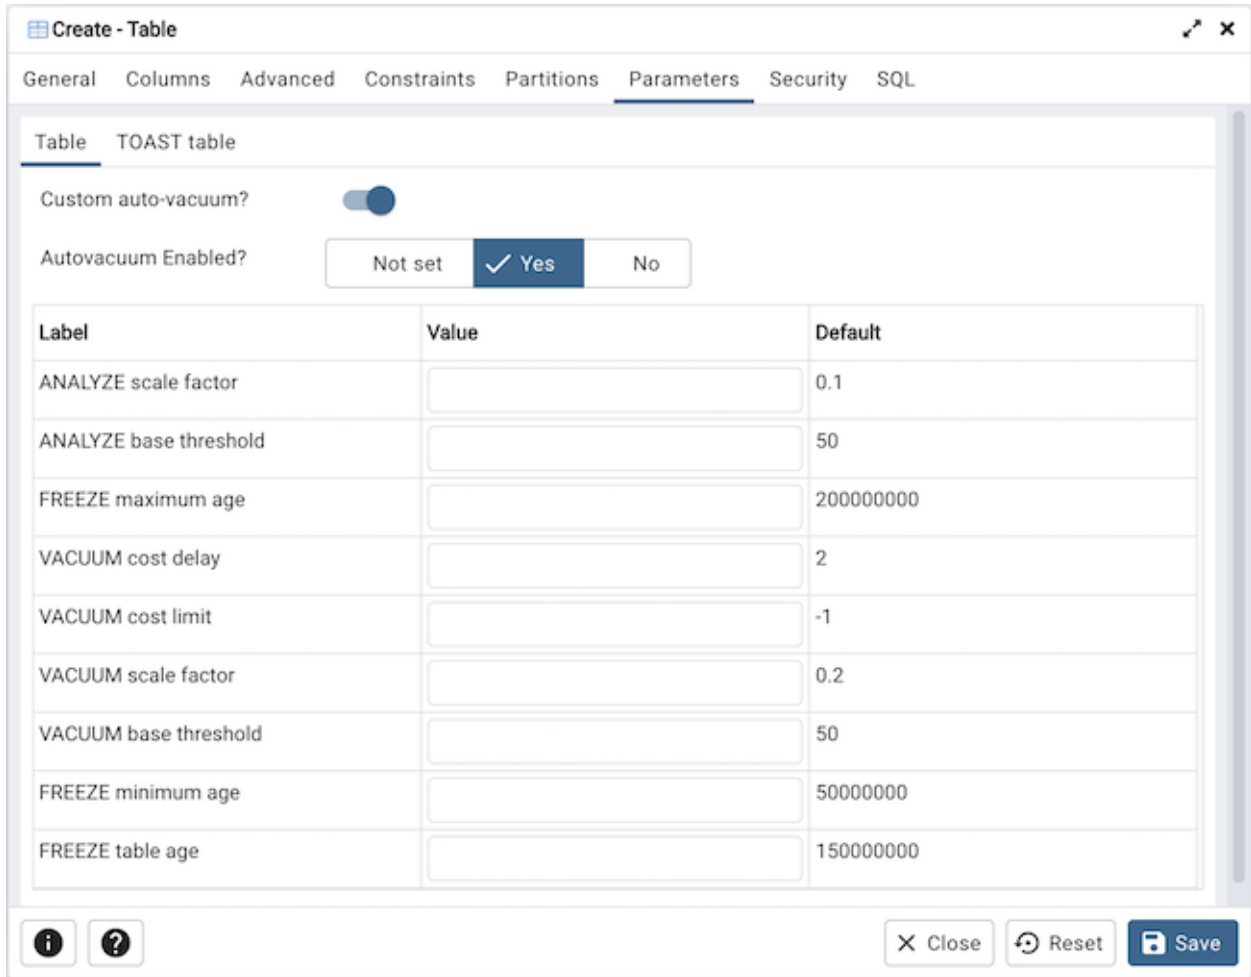 Create - Table
General Columns Advanced Constraints Partitions Parameters Security SQL
Table TOAST table
Custom auto-vacuum?
Autovacuum Enabled? Not set Yes No
Label Value Default
ANALYZE scale factor 0.1
ANALYZE base threshold 50
FREEZE maximum age 200000000
VACUUM cost delay 2
VACUUM cost limit -1
VACUUM scale factor 0.2
VACUUM base threshold 50
FREEZE minimum age 50000000
FREEZE table age 150000000
Close Reset Save